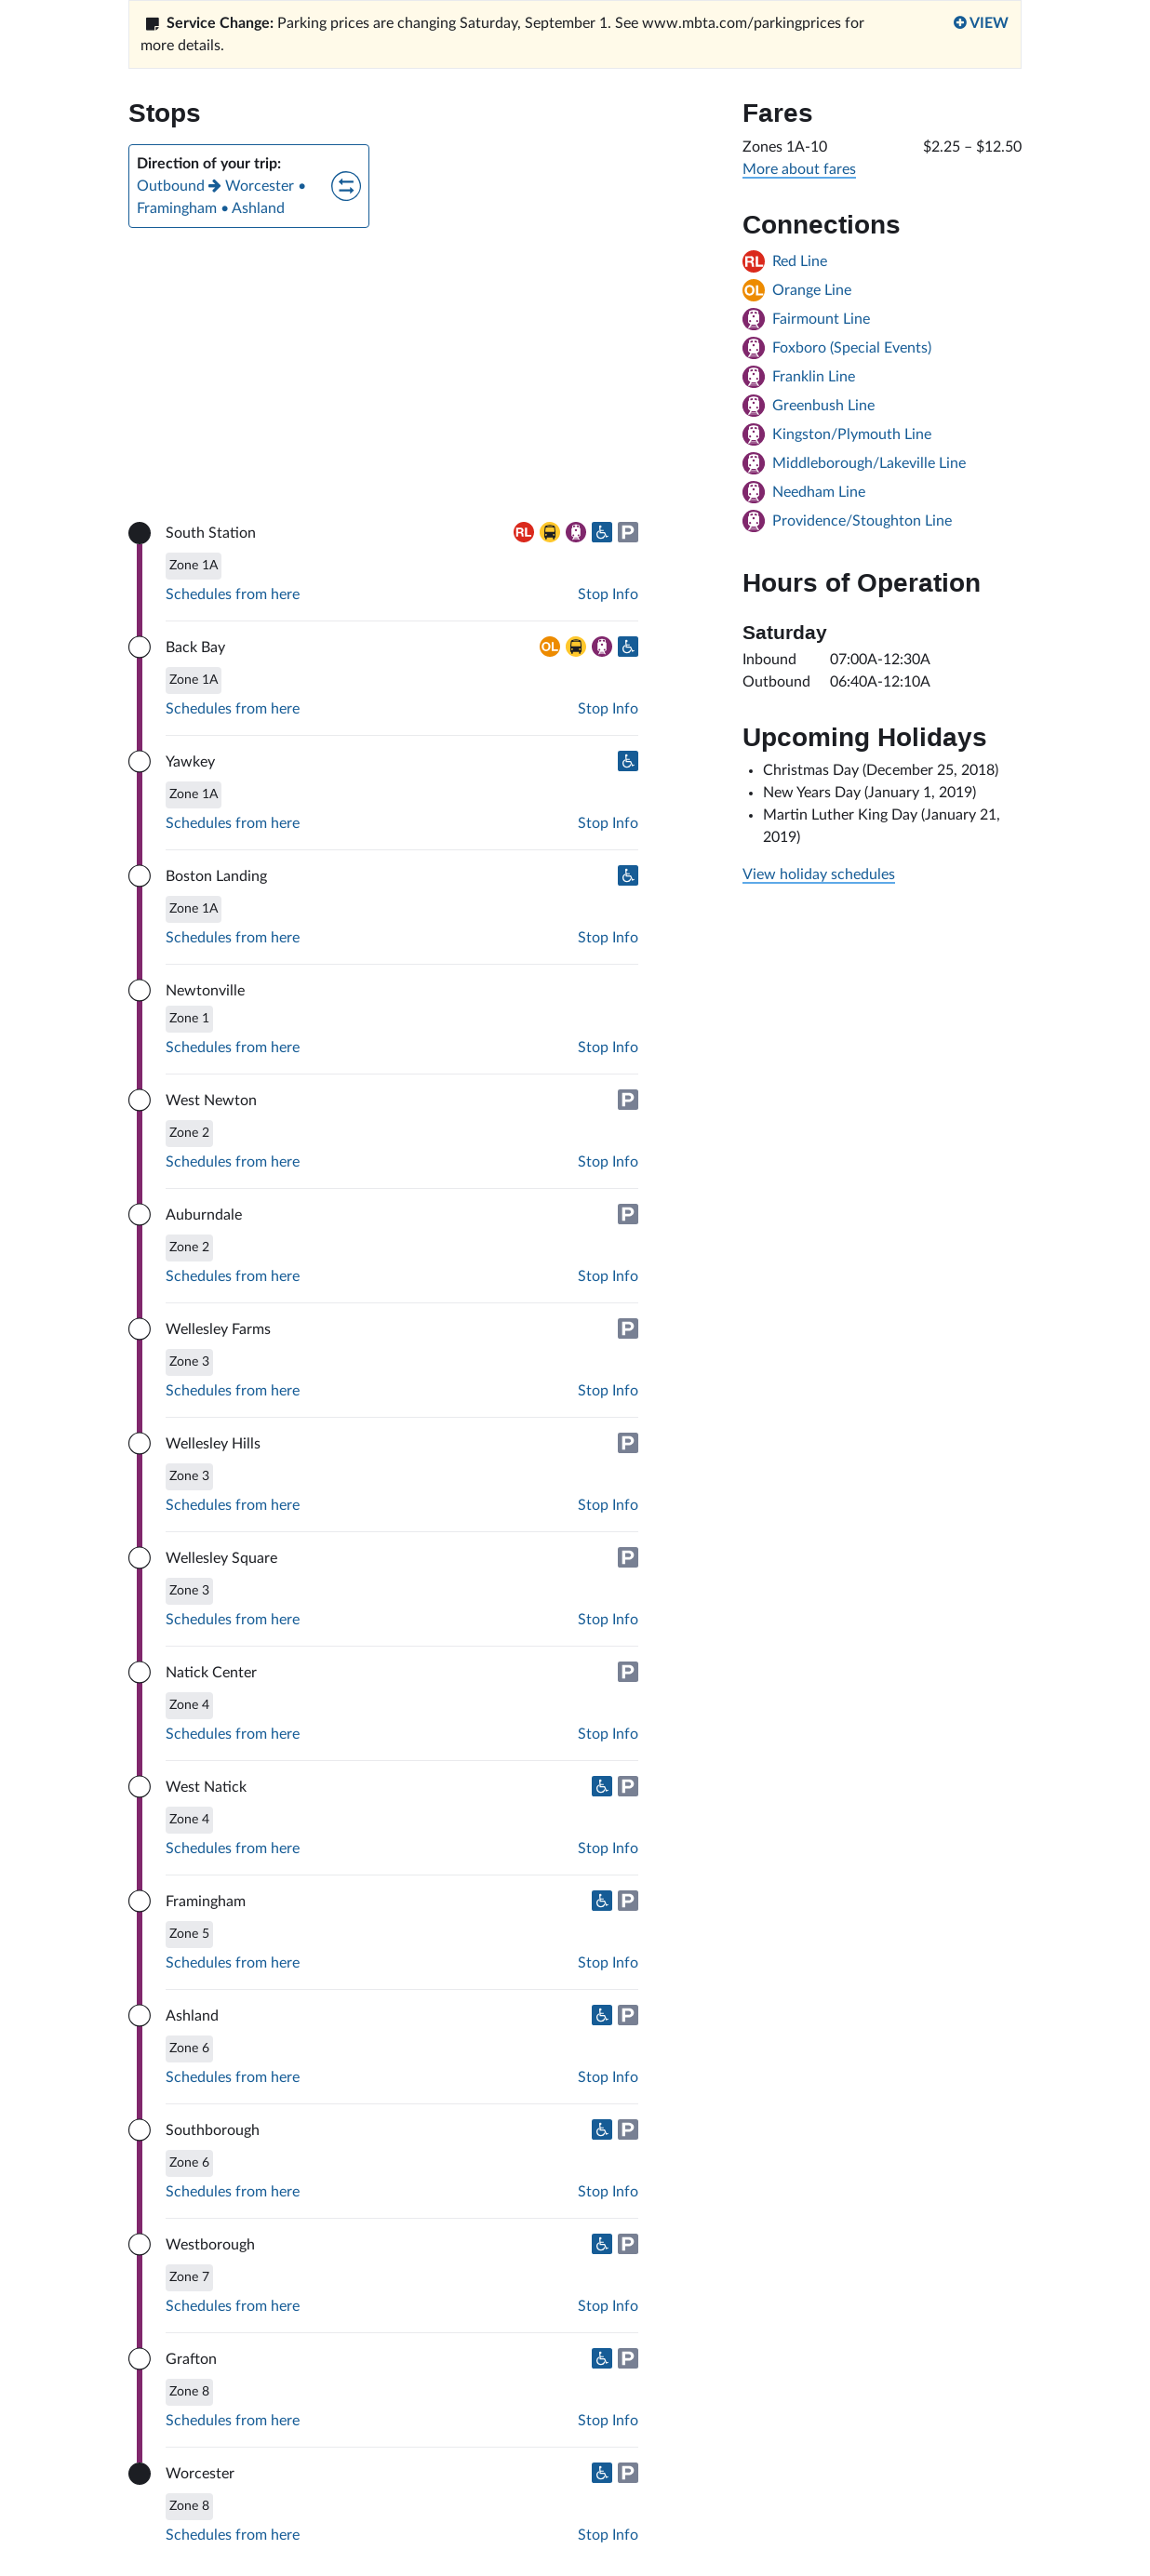 Service Change: Parking prices are changing Saturday, September 1. See www.mbta.com/parkingprices for
more details.
VIEW
Stops
Direction of your trip:
Outbound → Worcester •
Framingham • Ashland
South Station
RL
P
Zone 1A
Schedules from here
Stop Info
Back Bay
OL
Zone 1A
Schedules from here
Stop Info
Yawkey
Zone 1A
Schedules from here
Stop Info
Boston Landing
Zone 1A
Schedules from here
Stop Info
Newtonville
Zone 1
Schedules from here
Stop Info
West Newton
P
Zone 2
Schedules from here
Stop Info
Auburndale
P
Zone 2
Schedules from here
Stop Info
Wellesley Farms
P
Zone 3
Schedules from here
Stop Info
Wellesley Hills
P
Zone 3
Schedules from here
Stop Info
Wellesley Square
P
Zone 3
Schedules from here
Stop Info
Natick Center
P
Zone 4
Schedules from here
Stop Info
West Natick
P
Zone 4
Schedules from here
Stop Info
Framingham
P
Zone 5
Schedules from here
Stop Info
Ashland
P
Zone 6
Schedules from here
Stop Info
Southborough
P
Zone 6
Schedules from here
Stop Info
Westborough
P
Zone 7
Schedules from here
Stop Info
Grafton
P
Zone 8
Schedules from here
Stop Info
Worcester
P
Zone 8
Schedules from here
Stop Info
Fares
Zones 1A-10 $2.25 – $12.50
More about fares
Connections
RL Red Line
OL Orange Line
Fairmount Line
Foxboro (Special Events)
Franklin Line
Greenbush Line
Kingston/Plymouth Line
Middleborough/Lakeville Line
Needham Line
Providence/Stoughton Line
Hours of Operation
Saturday
Inbound 07:00A-12:30A
Outbound 06:40A-12:10A
Upcoming Holidays
• Christmas Day (December 25, 2018)
• New Years Day (January 1, 2019)
• Martin Luther King Day (January 21,
2019)
View holiday schedules